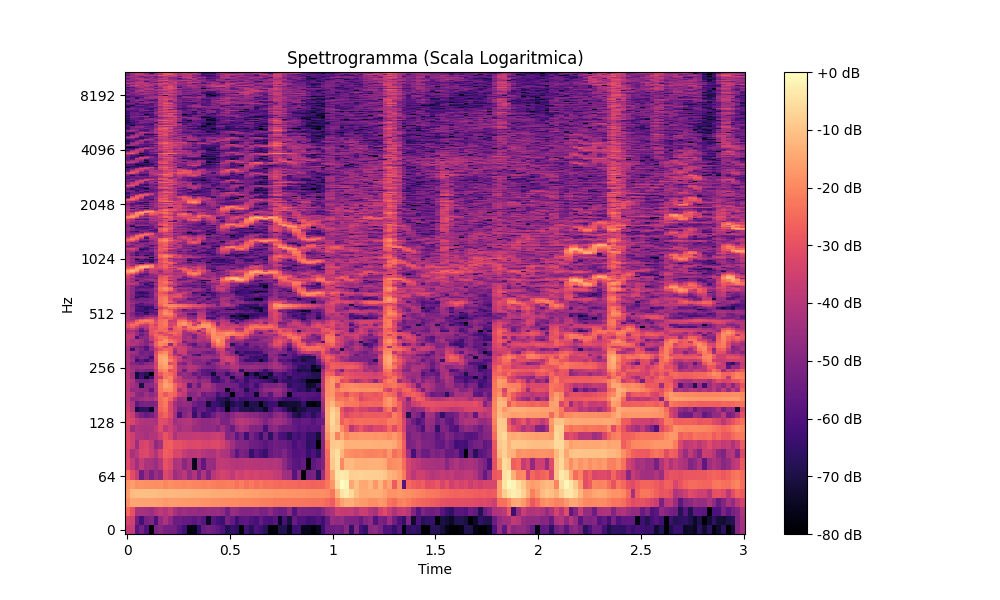 Spettrogramma (Scala Logaritmica)
Hz
8192
4096
2048
1024
512
256
128
64
0
0
0.5
1
1.5
2
2.5
3
Time
+0 dB
-10 dB
-20 dB
-30 dB
-40 dB
-50 dB
-60 dB
-70 dB
-80 dB